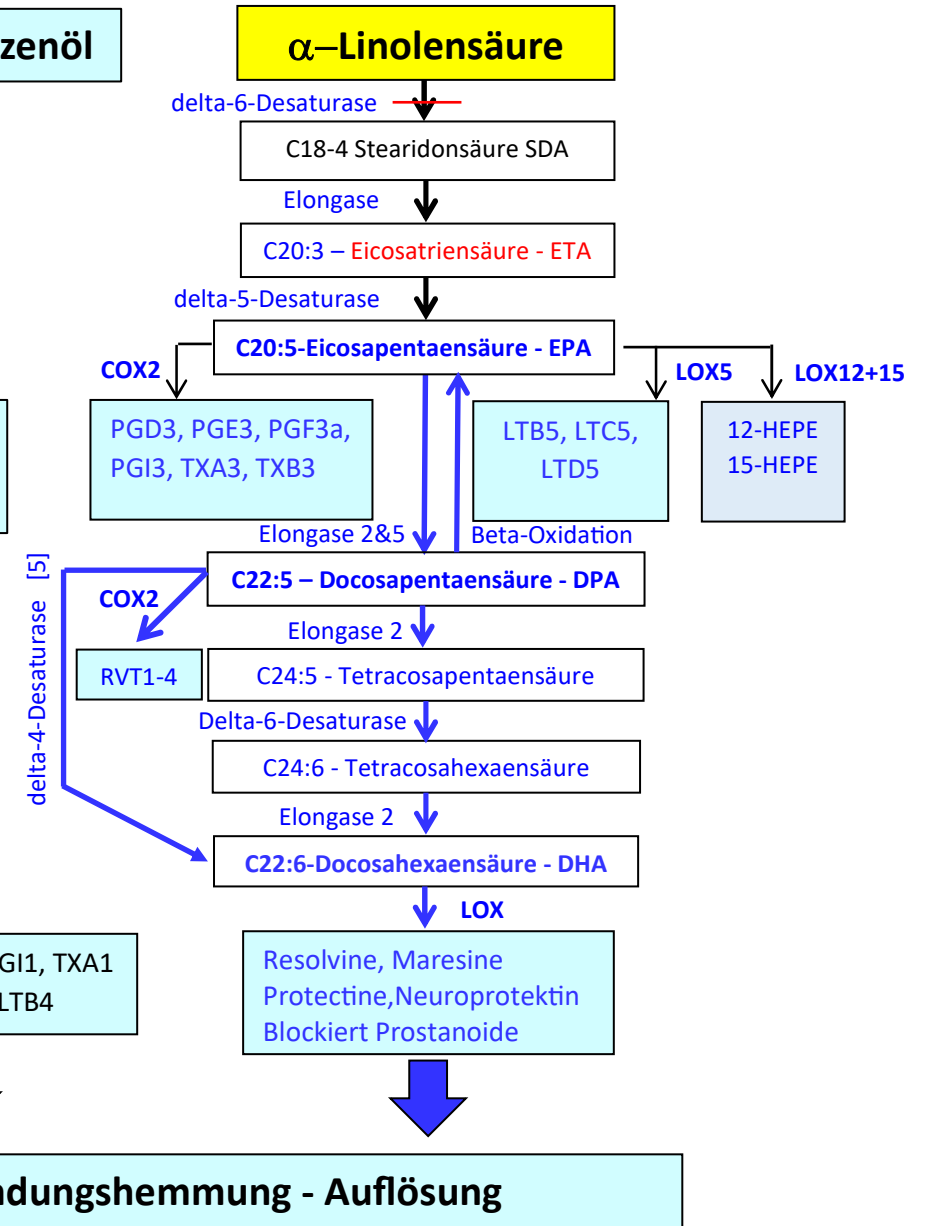 zenöl
α–Linolensäure
delta-6-Desaturase
C18-4 Stearidonsäure SDA
Elongase
C20:3 – Eicosatriensäure - ETA
delta-5-Desaturase
C20:5-Eicosapentaensäure - EPA
COX2
LOX5
LOX12+15
PGD3, PGE3, PGF3a,
PGI3, TXA3, TXB3
LTB5, LTC5,
LTD5
12-HEPE
15-HEPE
Elongase 2&5
Beta-Oxidation
C22:5 – Docosapentaensäure - DPA
delta-4-Desaturase [5]
COX2
Elongase 2
RVT1-4
C24:5 - Tetracosapentaensäure
Delta-6-Desaturase
C24:6 - Tetracosahexaensäure
Elongase 2
C22:6-Docosahexaensäure - DHA
LOX
GI1, TXA1
LTB4
Resolvine, Maresine
Protectine,Neuroprotektin
Blockiert Prostanoide
ndungshemmung - Auflösung